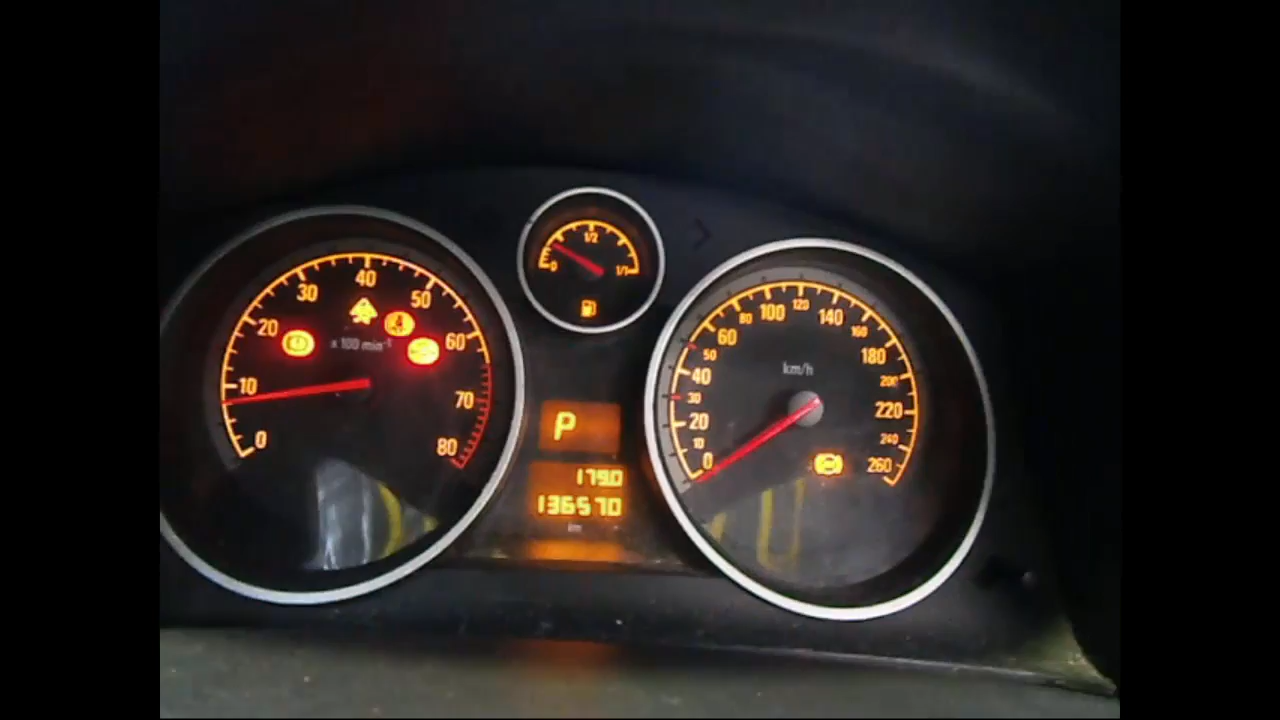 0 10 20 30 40 50 60 70 80
x 100 min⁻¹
0 1/2 1/1
P
179.0
136570
km
0 10 20 30 40 50 60 80 100 120 140 160 180 200 220 240 260
km/h